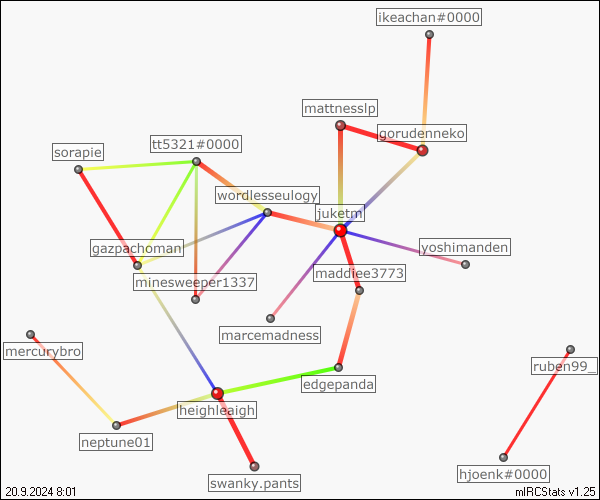 ikeachan#0000
mattnesslp
gorudenneko
tt5321#0000
sorapie
wordlesseulogy
juketm
gazpachoman
yoshimanden
maddiee3773
minesweeper1337
marcemadness
mercurybro
ruben99_
edgepanda
heighleaigh
neptune01
hjoenk#0000
swanky.pants
20.9.2024 8:01
mIRCStats v1.25